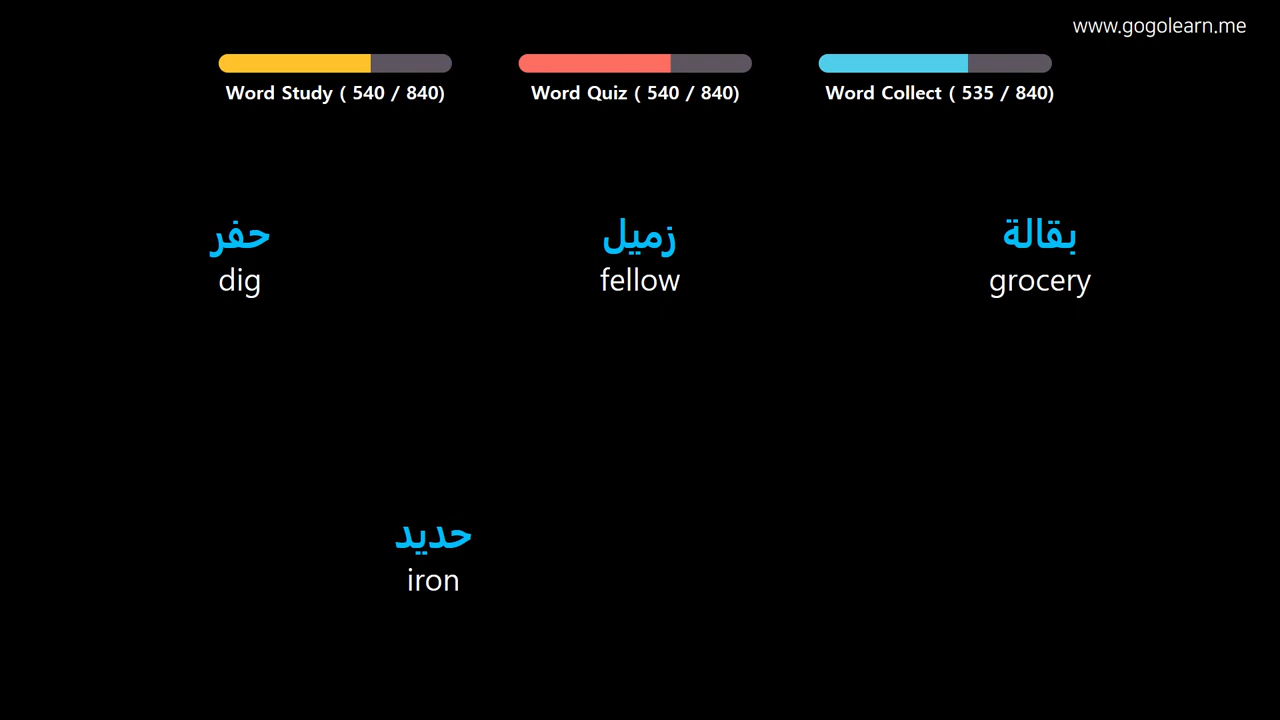 www.gogolearn.me
Word Study ( 540 / 840)
Word Quiz ( 540 / 840)
Word Collect ( 535 / 840)
حفر
dig
زميل
fellow
بقالة
grocery
حديد
iron